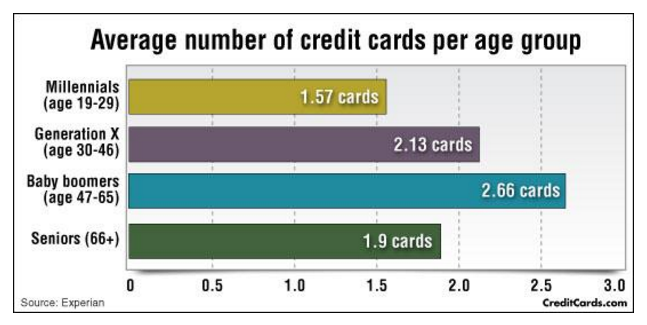 Average number of credit cards per age group
Millennials
(age 19-29)
1.57 cards
Generation X
(age 30-46)
2.13 cards
Baby boomers
(age 47-65)
2.66 cards
Seniors (66+)
1.9 cards
0 0.5 1.0 1.5 2.0 2.5 3.0
Source: Experian
CreditCards.com